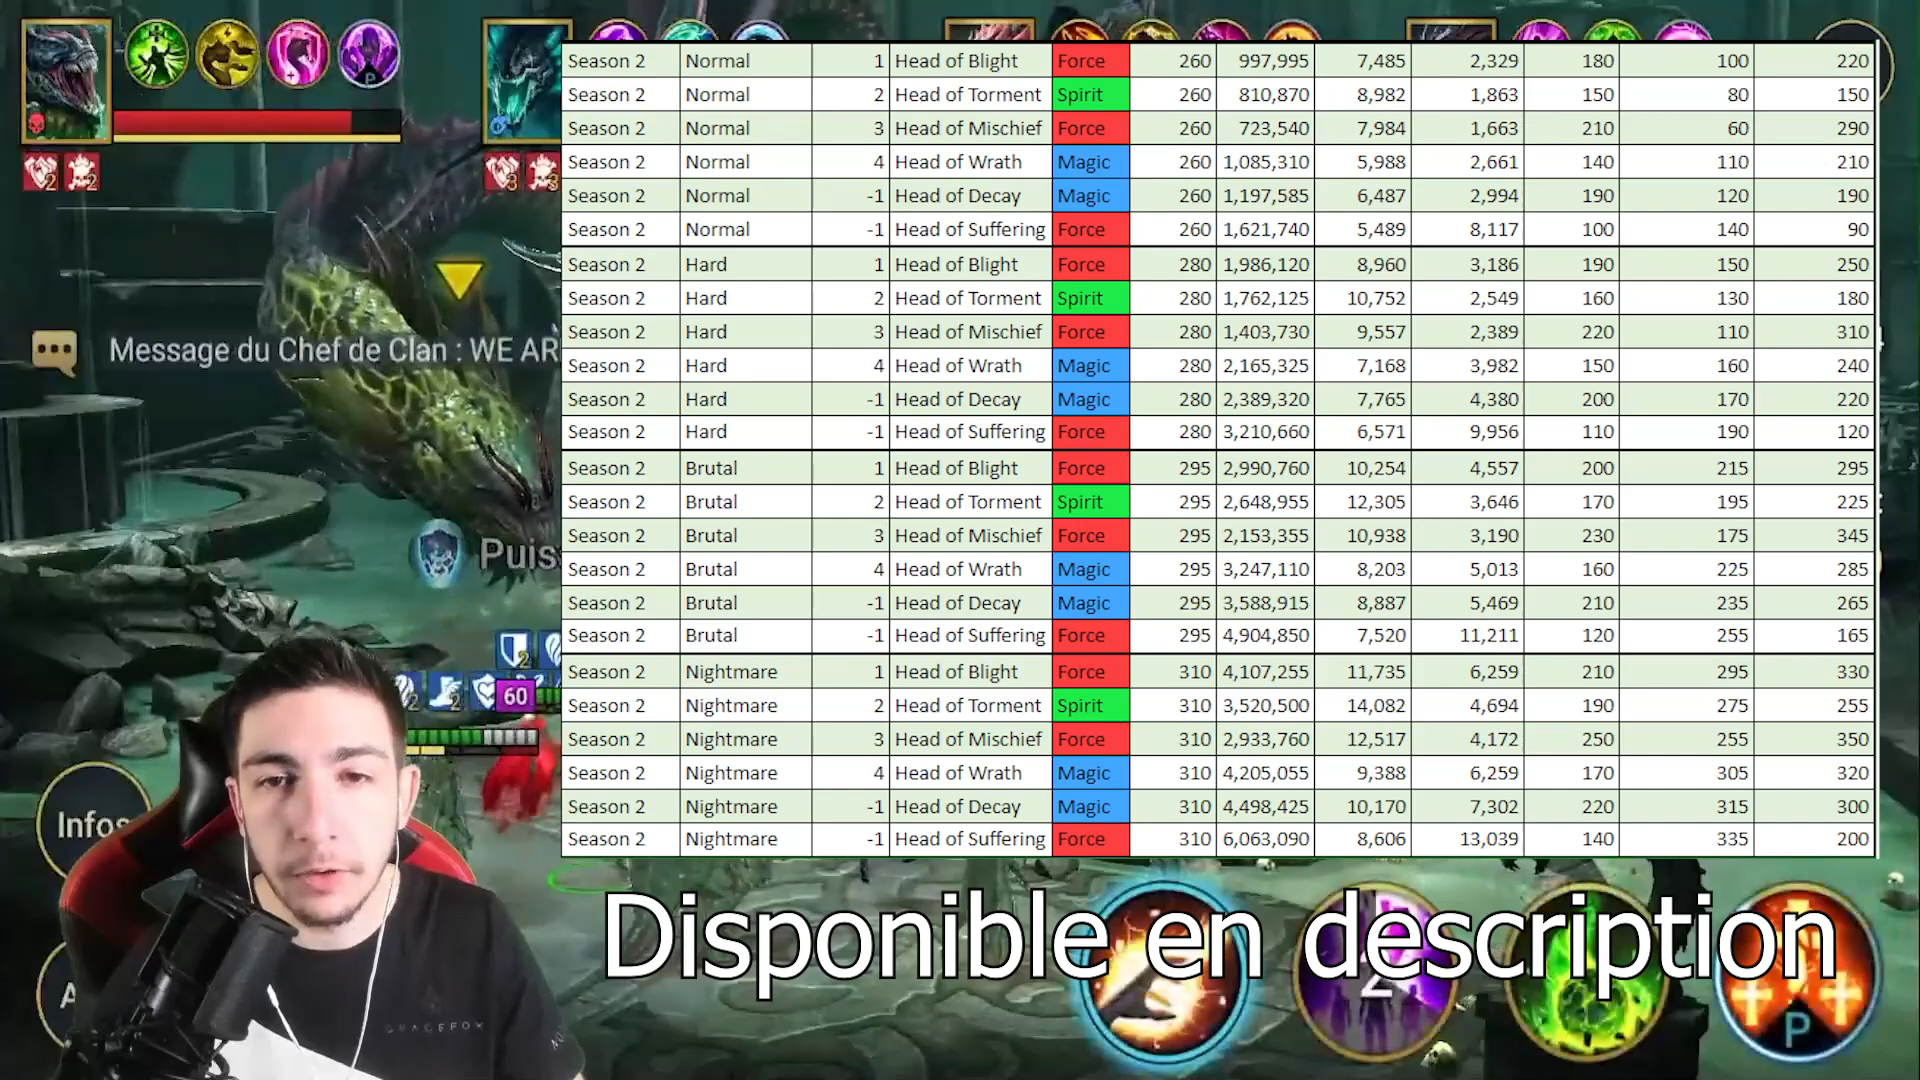 Season 2 Normal 1 Head of Blight Force 260 997,995 7,485 2,329 180 100 220
Season 2 Normal 2 Head of Torment Spirit 260 810,870 8,982 1,863 150 80 150
Season 2 Normal 3 Head of Mischief Force 260 723,540 7,984 1,663 210 60 290
Season 2 Normal 4 Head of Wrath Magic 260 1,085,310 5,988 2,661 140 110 210
Season 2 Normal -1 Head of Decay Magic 260 1,197,585 6,487 2,994 190 120 190
Season 2 Normal -1 Head of Suffering Force 260 1,621,740 5,489 8,117 100 140 90
Season 2 Hard 1 Head of Blight Force 280 1,986,120 8,960 3,186 190 150 250
Season 2 Hard 2 Head of Torment Spirit 280 1,762,125 10,752 2,549 160 130 180
Season 2 Hard 3 Head of Mischief Force 280 1,403,730 9,557 2,389 220 110 310
Season 2 Hard 4 Head of Wrath Magic 280 2,165,325 7,168 3,982 150 160 240
Season 2 Hard -1 Head of Decay Magic 280 2,389,320 7,765 4,380 200 170 220
Season 2 Hard -1 Head of Suffering Force 280 3,210,660 6,571 9,956 110 190 120
Season 2 Brutal 1 Head of Blight Force 295 2,990,760 10,254 4,557 200 215 295
Season 2 Brutal 2 Head of Torment Spirit 295 2,648,955 12,305 3,646 170 195 225
Season 2 Brutal 3 Head of Mischief Force 295 2,153,355 10,938 3,190 230 175 345
Season 2 Brutal 4 Head of Wrath Magic 295 3,247,110 8,203 5,013 160 225 285
Season 2 Brutal -1 Head of Decay Magic 295 3,588,915 8,887 5,469 210 235 265
Season 2 Brutal -1 Head of Suffering Force 295 4,904,850 7,520 11,211 120 255 165
Season 2 Nightmare 1 Head of Blight Force 310 4,107,255 11,735 6,259 210 295 330
Season 2 Nightmare 2 Head of Torment Spirit 310 3,520,500 14,082 4,694 190 275 255
Season 2 Nightmare 3 Head of Mischief Force 310 2,933,760 12,517 4,172 250 255 350
Season 2 Nightmare 4 Head of Wrath Magic 310 4,205,055 9,388 6,259 170 305 320
Season 2 Nightmare -1 Head of Decay Magic 310 4,498,425 10,170 7,302 220 315 300
Season 2 Nightmare -1 Head of Suffering Force 310 6,063,090 8,606 13,039 140 335 200
P
2 2 3 3
Message du Chef de Clan : WE AR
Puis
2
2 2 60
Infos
A
Disponible en description
2
P